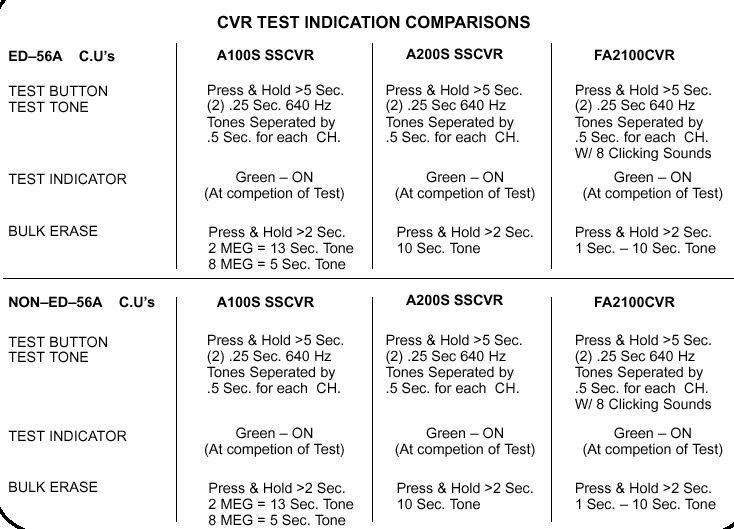 CVR TEST INDICATION COMPARISONS
ED–56A C.U's A100S SSCVR A200S SSCVR FA2100CVR
TEST BUTTON Press & Hold >5 Sec. Press & Hold >5 Sec. Press & Hold >5 Sec.
TEST TONE (2) .25 Sec. 640 Hz (2) .25 Sec 640 Hz (2) .25 Sec 640 Hz
Tones Seperated by Tones Seperated by Tones Seperated by
.5 Sec. for each CH. .5 Sec. for each CH. .5 Sec. for each CH.
W/ 8 Clicking Sounds
TEST INDICATOR Green – ON Green – ON Green – ON
(At competion of Test) (At competion of Test) (At competion of Test)
BULK ERASE Press & Hold >2 Sec. Press & Hold >2 Sec. Press & Hold >2 Sec.
2 MEG = 13 Sec. Tone 10 Sec. Tone 1 Sec. – 10 Sec. Tone
8 MEG = 5 Sec. Tone
NON–ED–56A C.U's A100S SSCVR A200S SSCVR FA2100CVR
TEST BUTTON Press & Hold >5 Sec. Press & Hold >5 Sec. Press & Hold >5 Sec.
TEST TONE (2) .25 Sec 640 Hz (2) .25 Sec 640 Hz (2) .25 Sec 640 Hz
Tones Seperated by Tones Seperated by Tones Seperated by
.5 Sec. for each CH. .5 Sec. for each CH. .5 Sec. for each CH.
W/ 8 Clicking Sounds
TEST INDICATOR Green – ON Green – ON Green – ON
(At competion of Test) (At competion of Test) (At competion of Test)
BULK ERASE Press & Hold >2 Sec. Press & Hold >2 Sec. Press & Hold >2 Sec.
2 MEG = 13 Sec. Tone 10 Sec. Tone 1 Sec. – 10 Sec. Tone
8 MEG = 5 Sec. Tone